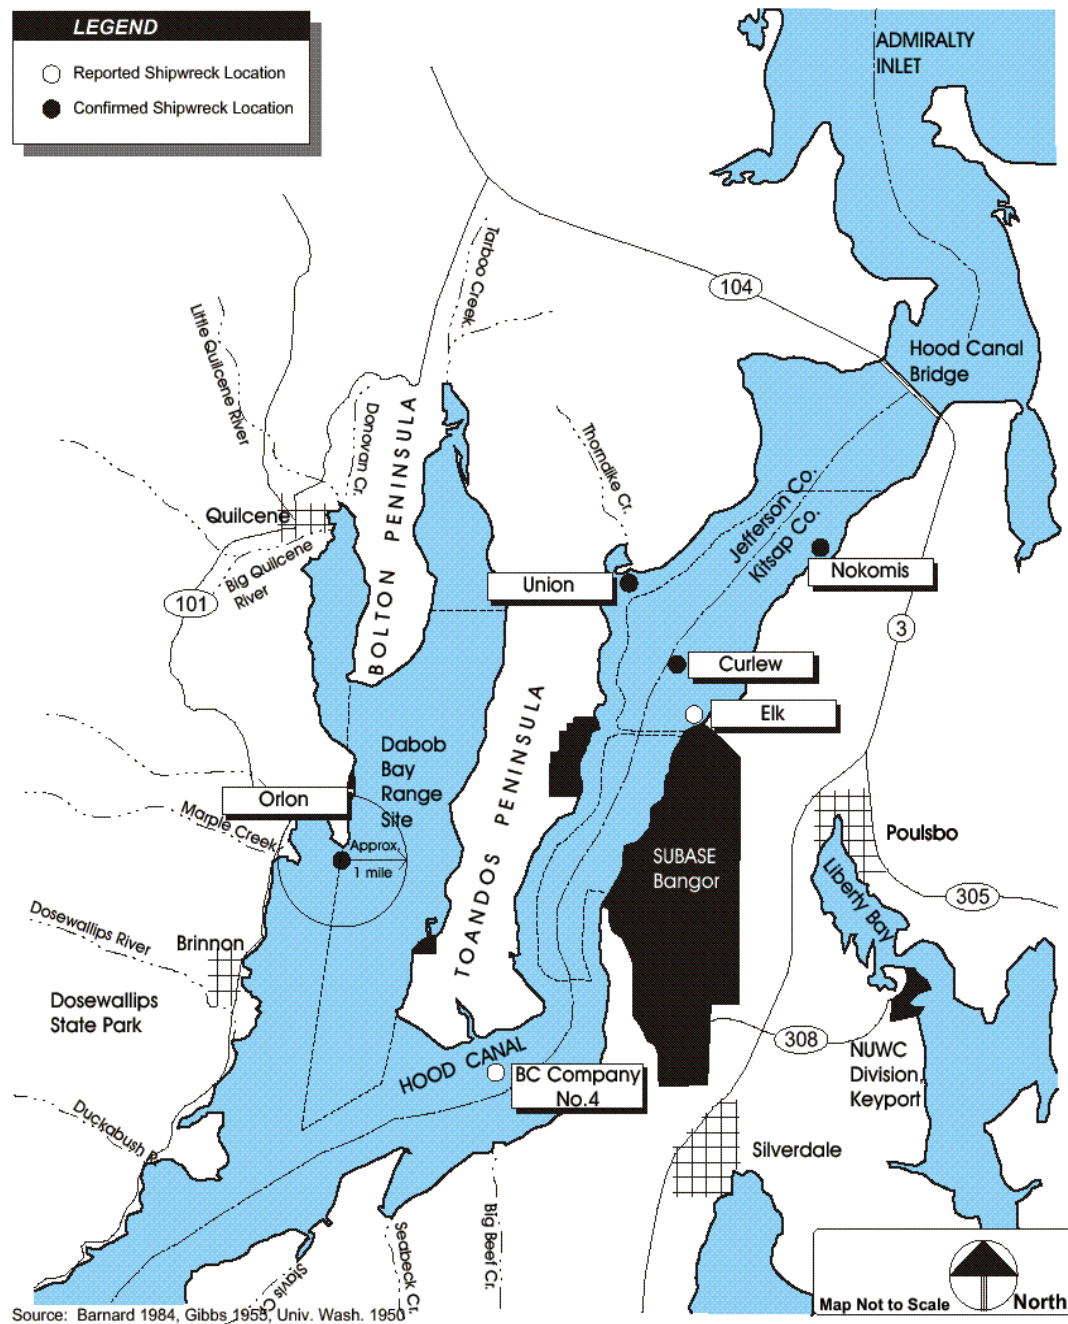 LEGEND
Reported Shipwreck Location
Confirmed Shipwreck Location
ADMIRALTY
INLET
104
Tarboo Creek
Little Quilcene River
Hood Canal
Bridge
Donovan Cr.
BOLTON PENINSULA
Thorndike Cr.
Quilcene
Jefferson Co.
Kitsap Co.
Big Quilcene
River
101
Union
Nokomis
3
Curlew
Elk
TOANDOS PENINSULA
Dabob
Bay
Range
Site
Orlon
Marple Creek
Approx.
1 mile
SUBASE
Bangor
Poulsbo
Liberty Bay
305
Dosewallips River
Brinnon
Dosewallips
State Park
308
NUWC
Division,
Keyport
HOOD CANAL
BC Company
No.4
Duckabush R.
Silverdale
Big Beef Cr.
Seabeck Cr.
Stavis Cr.
Map Not to Scale
North
Source: Barnard 1984, Gibbs 1955, Univ. Wash. 1950